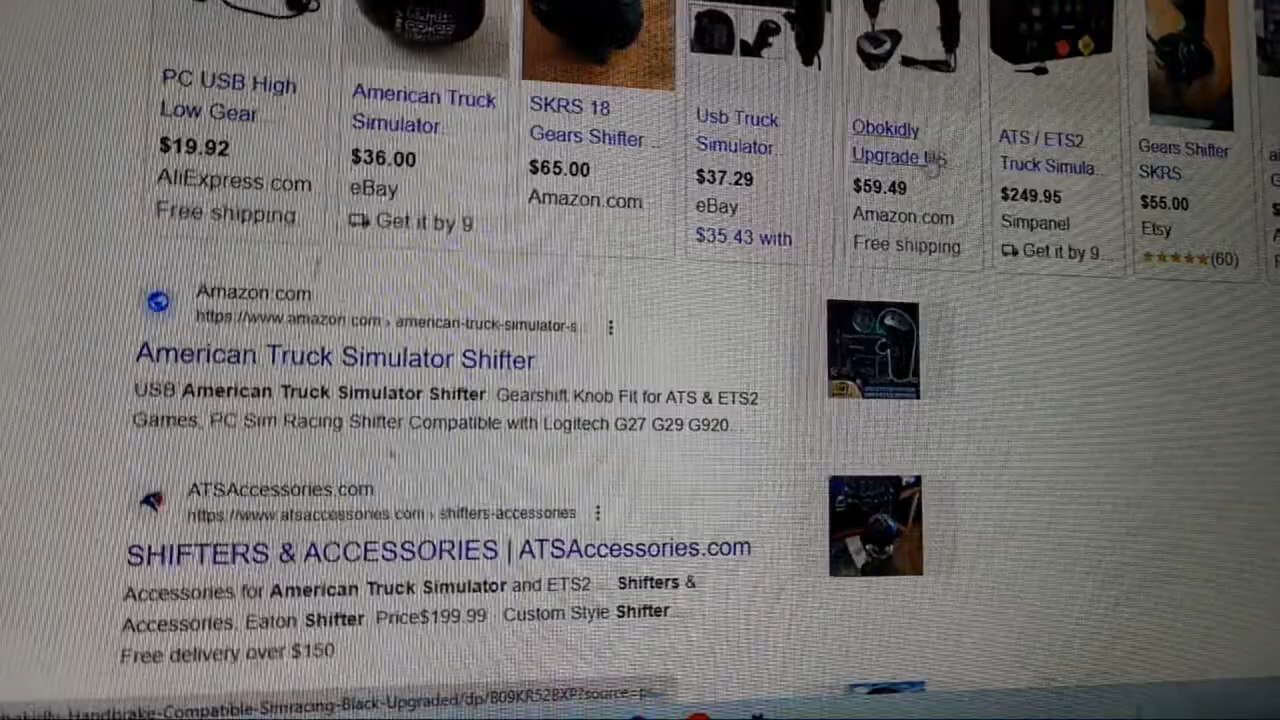 PC USB High
Low Gear
$19.92
AliExpress.com
Free shipping
American Truck
Simulator
$36.00
eBay
Get it by 9
SKRS 18
Gears Shifter ...
$65.00
Amazon.com
Usb Truck
Simulator...
$37.29
eBay
$35.43 with
Obokidly
Upgrade
$59.49
Amazon.com
Free shipping
ATS / ETS2
Truck Simula...
$249.95
Simpanel
Get it by 9...
Gears Shifter
SKRS
$55.00
Etsy
★★★★★(60)
Amazon.com
https://www.amazon.com › american-truck-simulator-s
American Truck Simulator Shifter
USB American Truck Simulator Shifter Gearshift Knob Fit for ATS & ETS2
Games, PC Sim Racing Shifter Compatible with Logitech G27 G29 G920...
ATSAccessories.com
https://www.atsaccessories.com › shifters-accessories
SHIFTERS & ACCESSORIES | ATSAccessories.com
Accessories for American Truck Simulator and ETS2 ... Shifters &
Accessories, Eaton Shifter, Price$199.99 · Custom Style Shifter
Free delivery over $150
Handbrake-Compatible-Simracing-Black-Upgraded/dp/B09KR52BXP?source=p